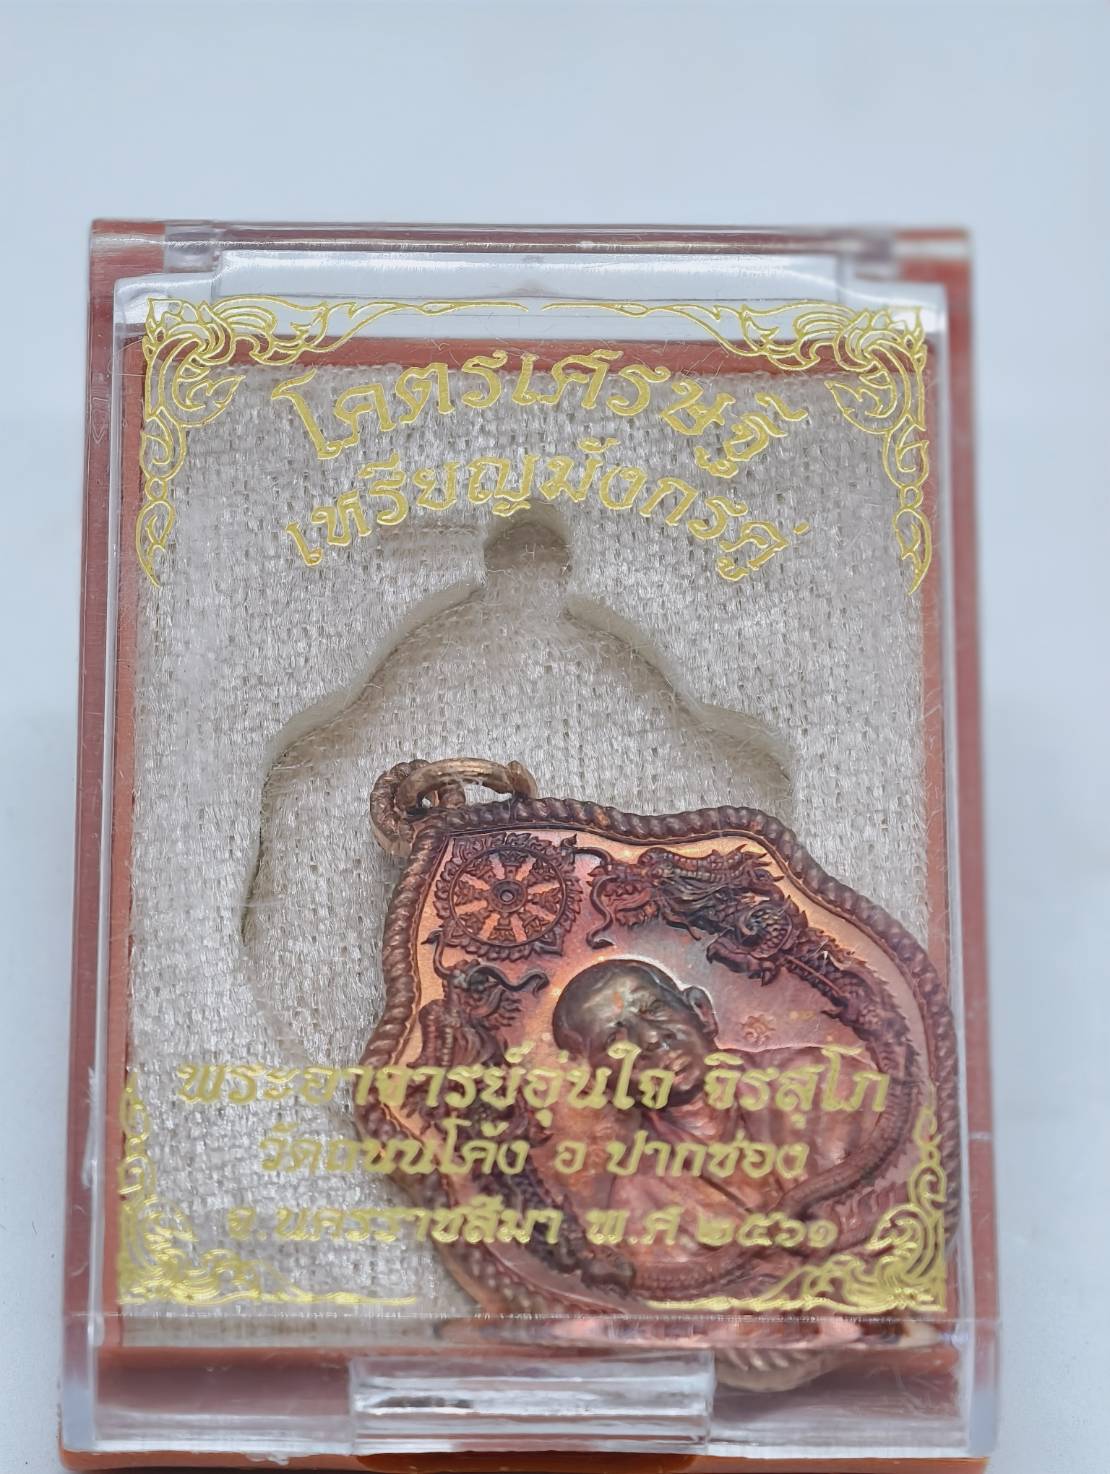 โคตรเศรษฐี
เหรียญมังกรคู่
พระอาจารย์อุ่นใจ จิรสุโภ
วัดถนนโค้ง อ ปากช่อง
จ.นครราชสีมา พ.ศ.๒๕๖๑